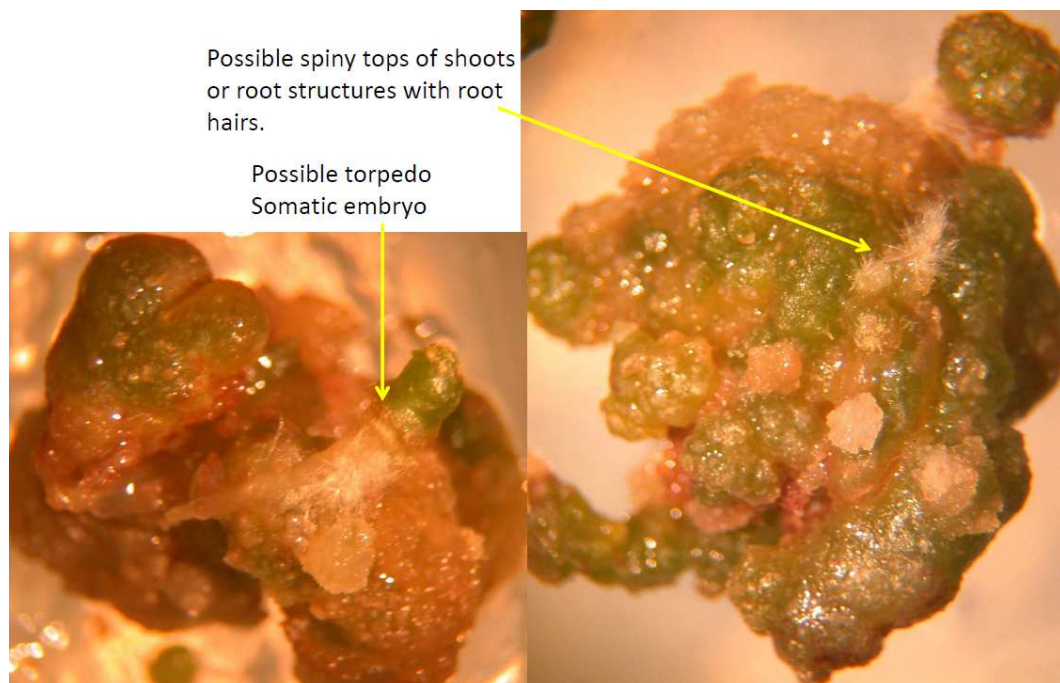 Possible spiny tops of shoots
or root structures with root
hairs.
Possible torpedo
Somatic embryo